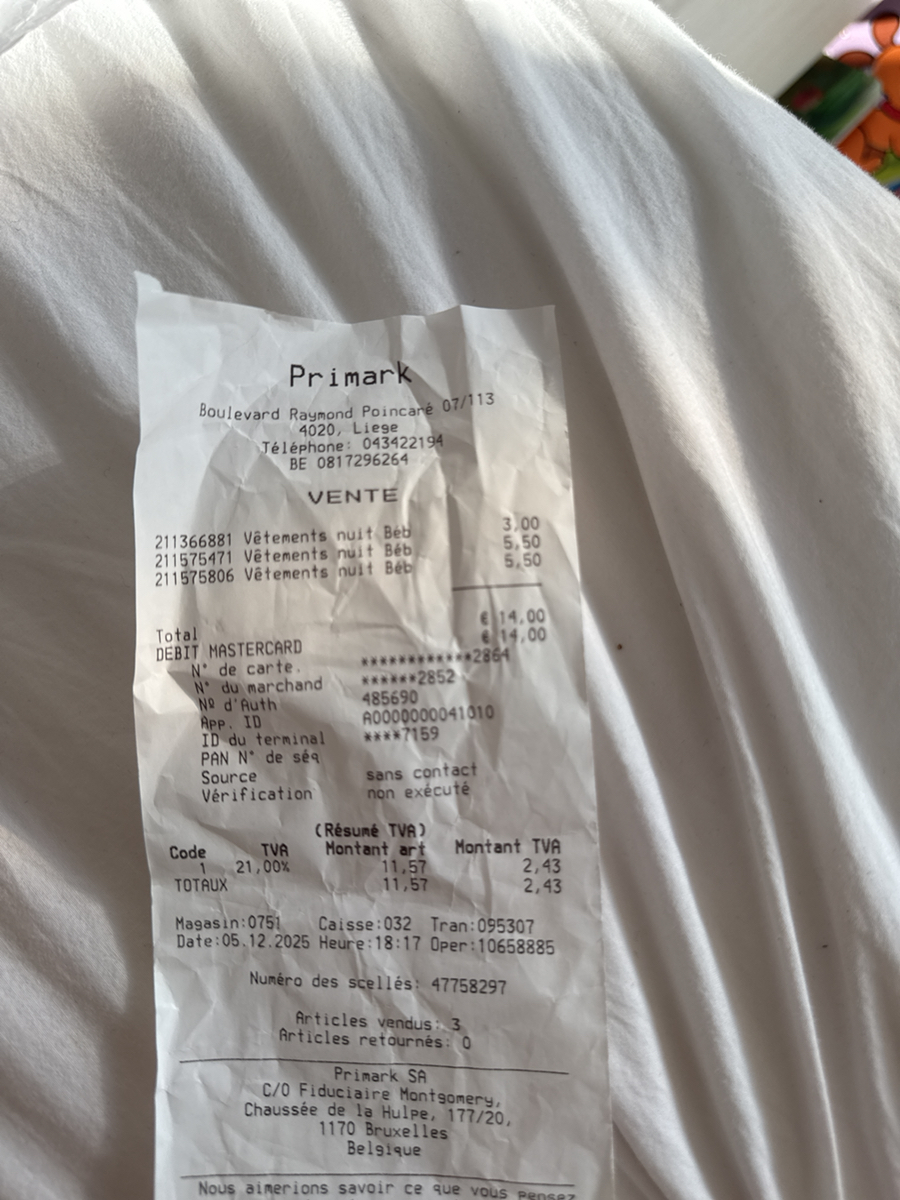 Primark
Boulevard Raymond Poincaré 07/113
4020, Liege
Téléphone: 043422194
BE 0817296264
VENTE
211366881 Vêtements nuit Béb 3,00
211575471 Vêtements nuit Béb 5,50
211575806 Vêtements nuit Béb 5,50
Total € 14,00
DEBIT MASTERCARD € 14,00
N° de carte. ************2864
N° du marchand ******2852
Nº d'Auth 485690
App. ID A0000000041010
ID du terminal ****7159
PAN N° de séq
Source sans contact
Vérification non exécuté
(Résumé TVA)
Code TVA Montant art Montant TVA
1 21,00% 11,57 2,43
TOTAUX 11,57 2,43
Magasin:0751 Caisse:032 Tran:095307
Date:05.12.2025 Heure:18:17 Oper:10658885
Numéro des scellés: 47758297
Articles vendus: 3
Articles retournés: 0
Primark SA
C/O Fiduciaire Montgomery,
Chaussée de la Hulpe, 177/20,
1170 Bruxelles
Belgique
Nous aimerions savoir ce que vous pensez